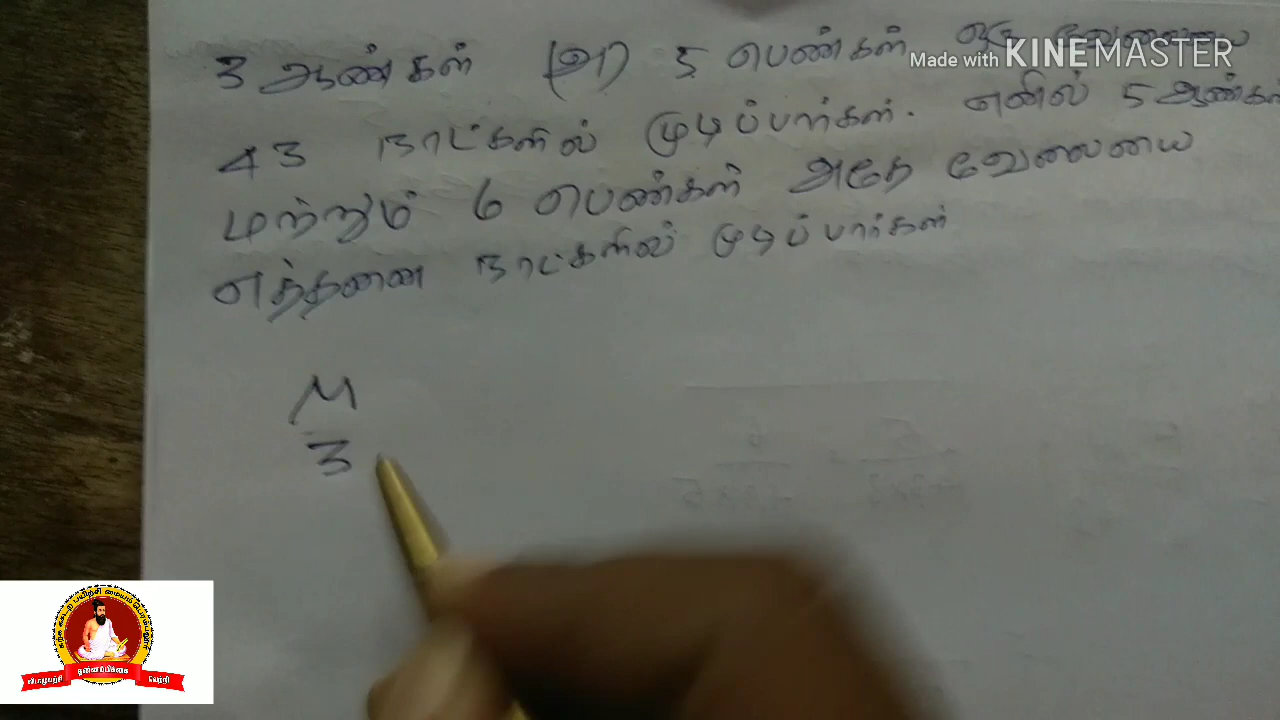 3 ஆண்கள் (அ) 5 பெண்கள் ஒரு வேலையை
Made with KINEMASTER
43 நாட்களில் முடிப்பார்கள். எனில் 5 ஆண்கள்
மற்றும் 6 பெண்கள் அதே வேலையை
எத்தனை நாட்களில் முடிப்பார்கள்
M
3